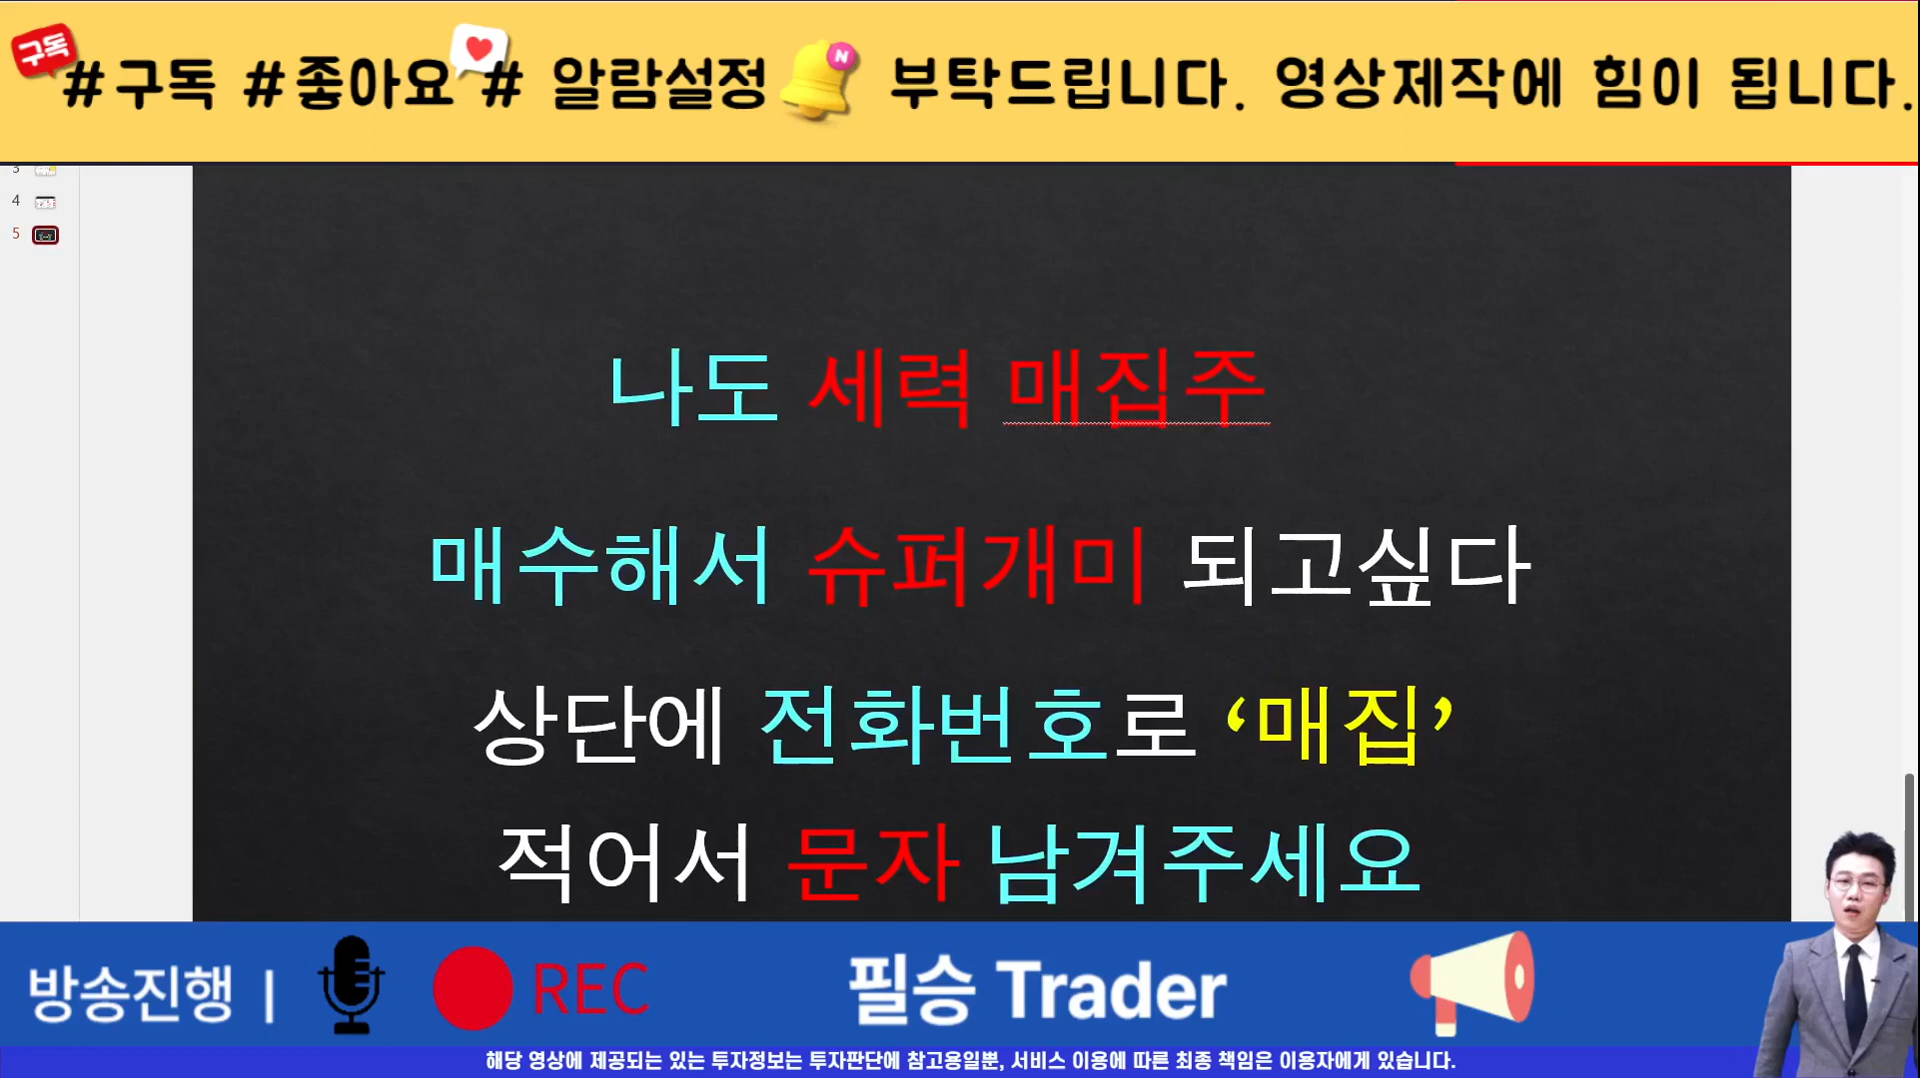 구독
#구독 #좋아요 # 알람설정 N 부탁드립니다. 영상제작에 힘이 됩니다.
3
4
5
나도 세력 매집주
매수해서 슈퍼개미 되고싶다
상단에 전화번호로 ‘매집’
적어서 문자 남겨주세요
방송진행 | REC 필승 Trader
해당 영상에 제공되는 있는 투자정보는 투자판단에 참고용일뿐, 서비스 이용에 따른 최종 책임은 이용자에게 있습니다.